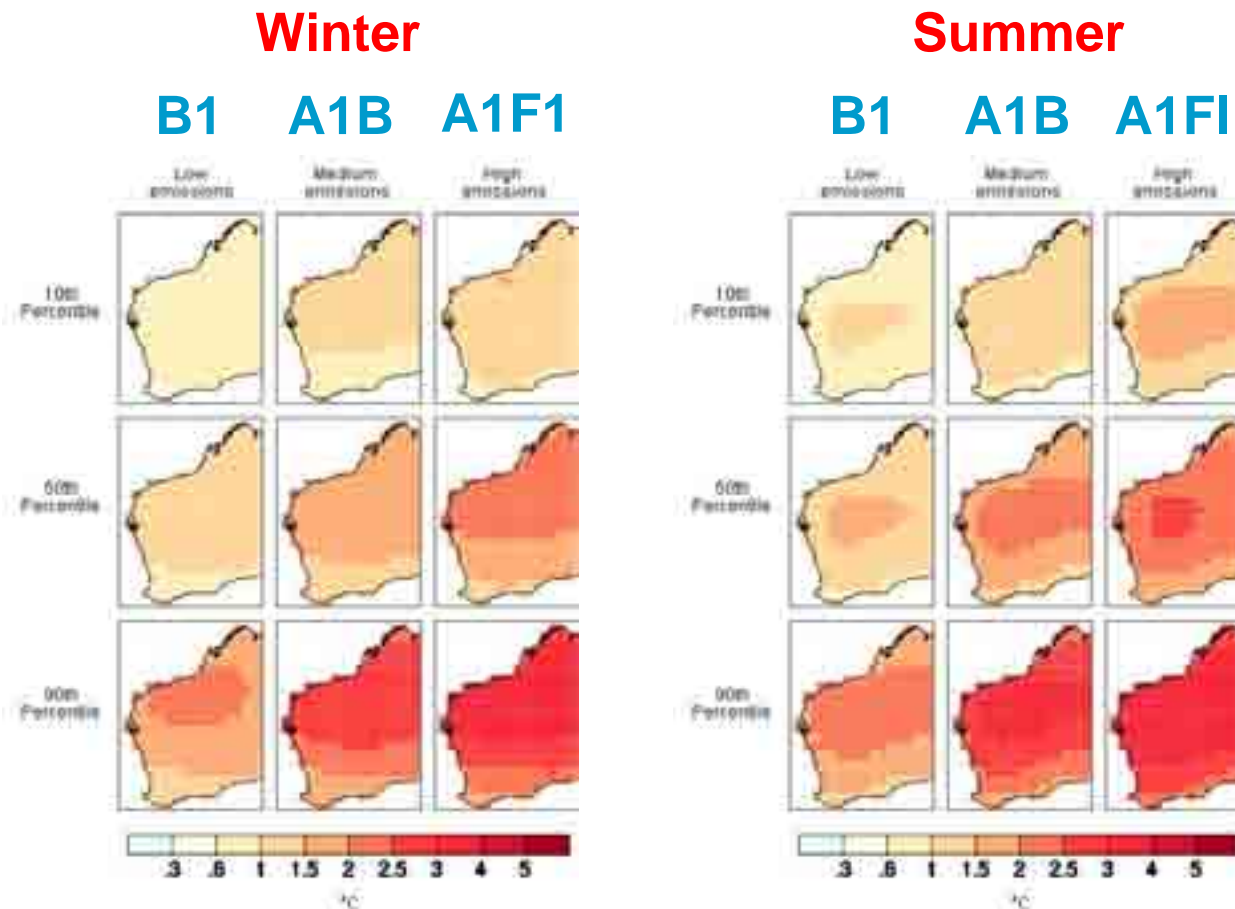 Winter
Summer
B1 A1B A1F1
B1 A1B A1FI
Low emissions
Medium emissions
High emissions
Low emissions
Medium emissions
High emissions
10th Percentile
10th Percentile
50th Percentile
50th Percentile
90th Percentile
90th Percentile
.3 .6 1 1.5 2 2.5 3 4 5
.3 .6 1 1.5 2 2.5 3 4 5
°C
°C